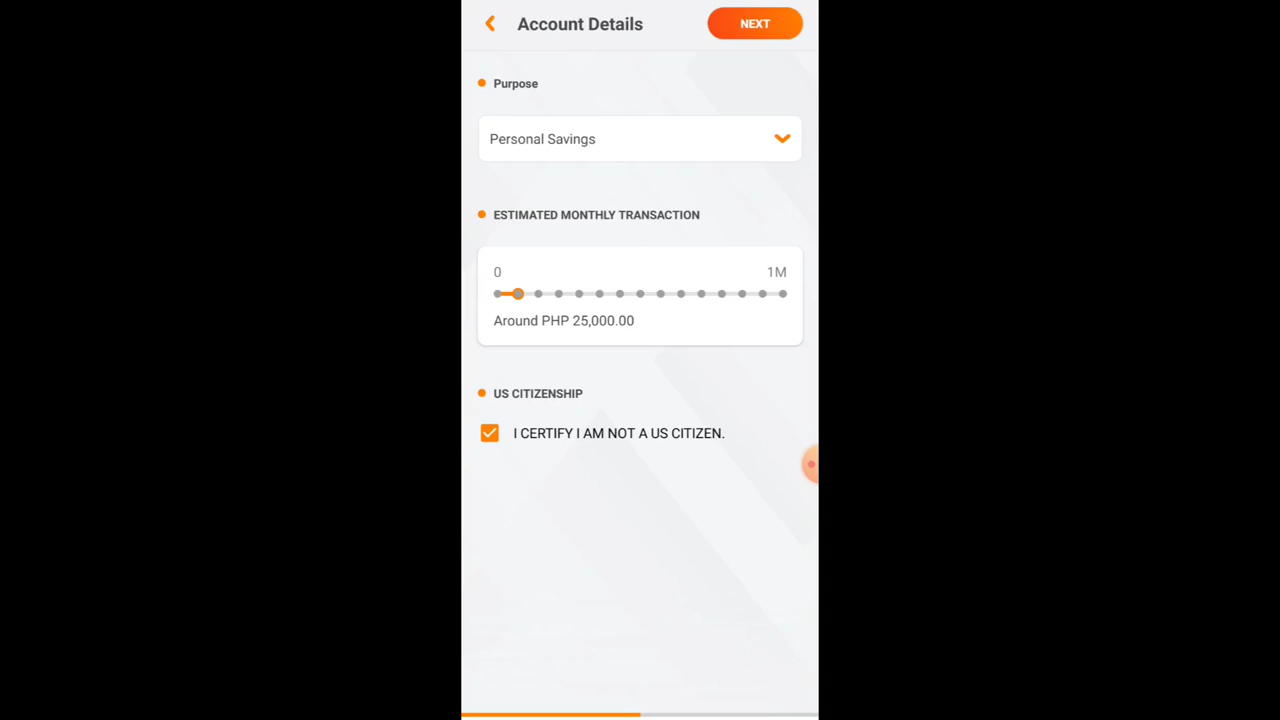 Account Details
NEXT
Purpose
Personal Savings
ESTIMATED MONTHLY TRANSACTION
0 1M
Around PHP 25,000.00
US CITIZENSHIP
I CERTIFY I AM NOT A US CITIZEN.